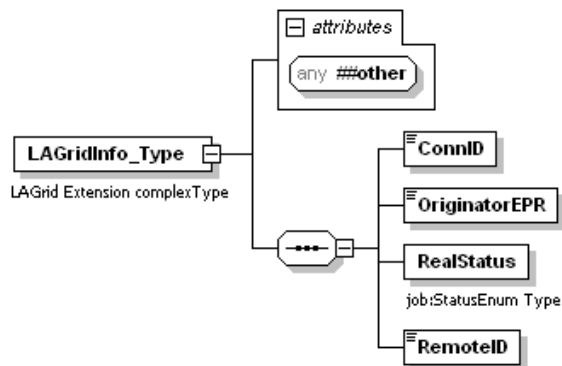 attributes
any ##other
LAGridInfo_Type
LAGrid Extension complexType
ConnID
OriginatorEPR
RealStatus
job:StatusEnum Type
RemoteID